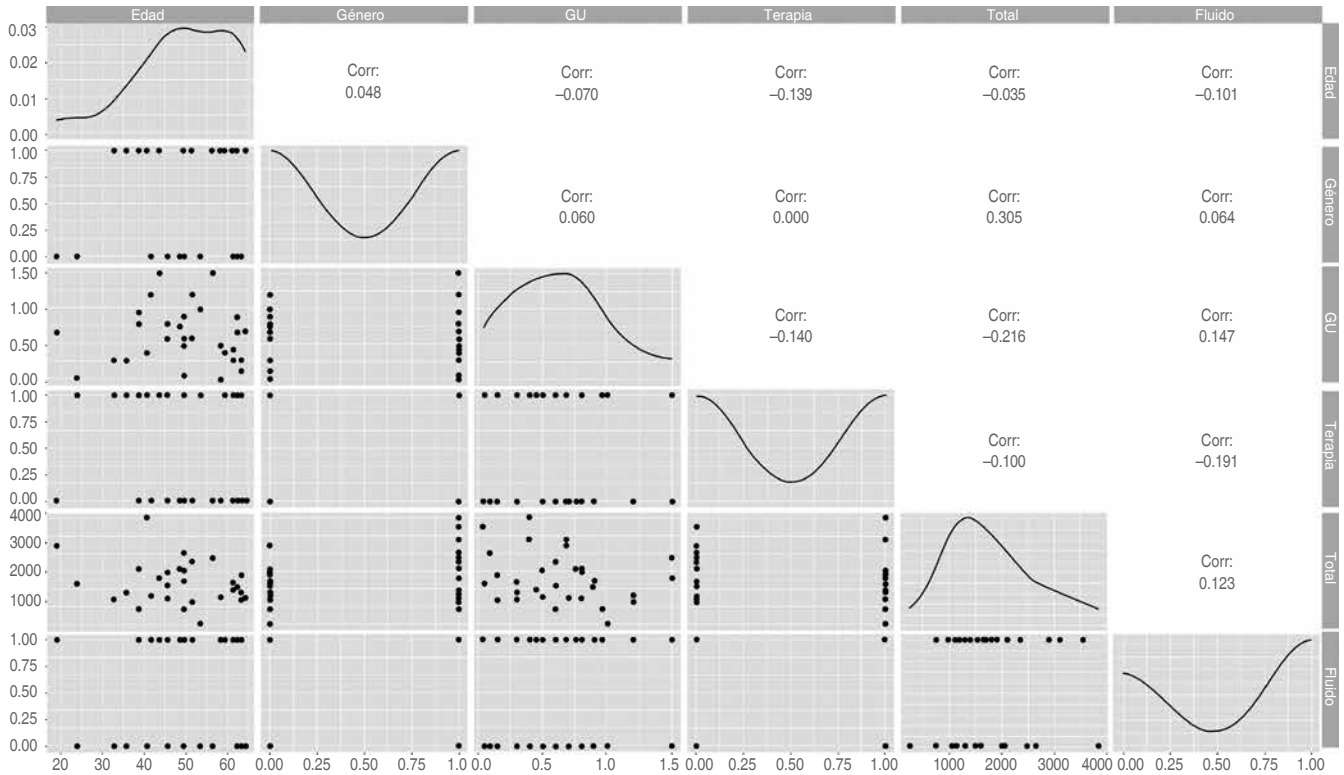 Edad Género GU Terapia Total Fluido
0.03
0.02
0.01
0.00
Corr:
0.048
Corr:
–0.070
Corr:
–0.139
Corr:
–0.035
Corr:
–0.101
Edad
1.00
0.75
0.50
0.25
0.00
Corr:
0.060
Corr:
0.000
Corr:
0.305
Corr:
0.064
Género
1.50
1.00
0.50
0.00
Corr:
–0.140
Corr:
–0.216
Corr:
0.147
GU
1.00
0.75
0.50
0.25
0.00
Corr:
–0.100
Corr:
–0.191
Terapia
4000
3000
2000
1000
Corr:
0.123
Total
1.00
0.75
0.50
0.25
0.00
Fluido
20 30 40 50 60 0.00 0.25 0.50 0.75 1.0 0.0 0.5 1.0 1.5 0.00 0.25 0.50 0.75 1.00 1000 2000 3000 4000 0.00 0.25 0.50 0.75 1.00